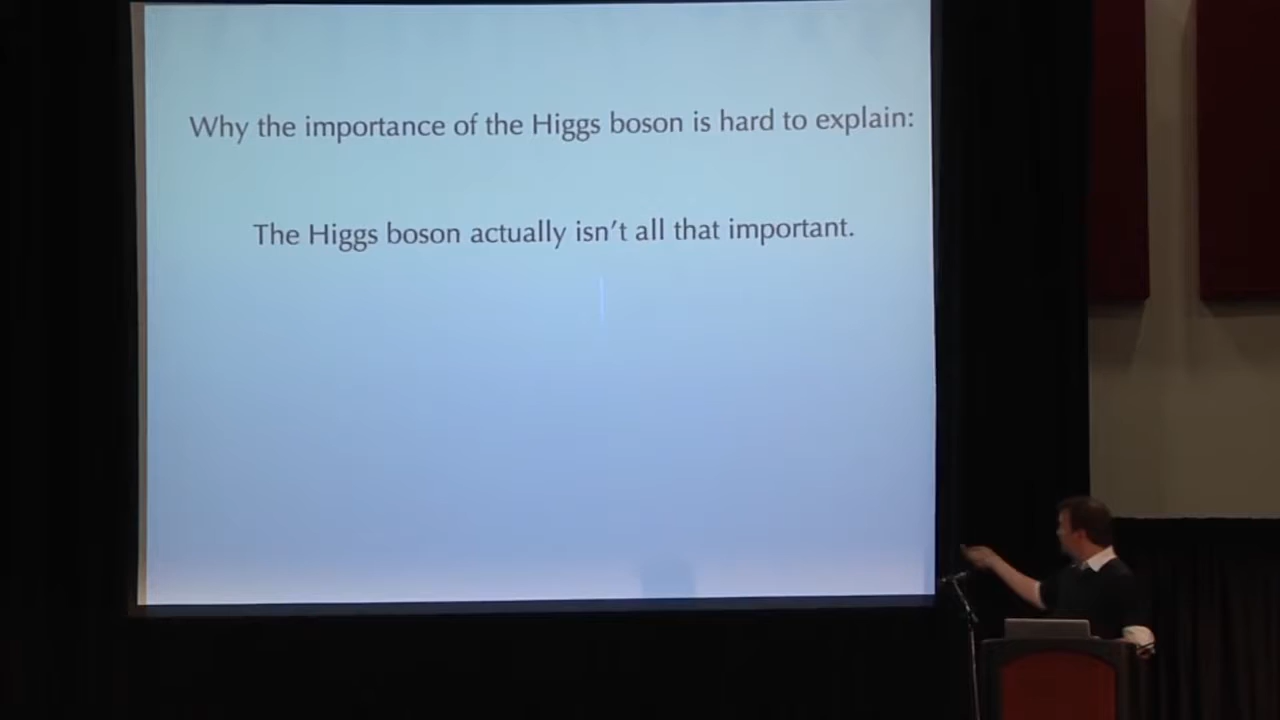 Why the importance of the Higgs boson is hard to explain:
The Higgs boson actually isn't all that important.